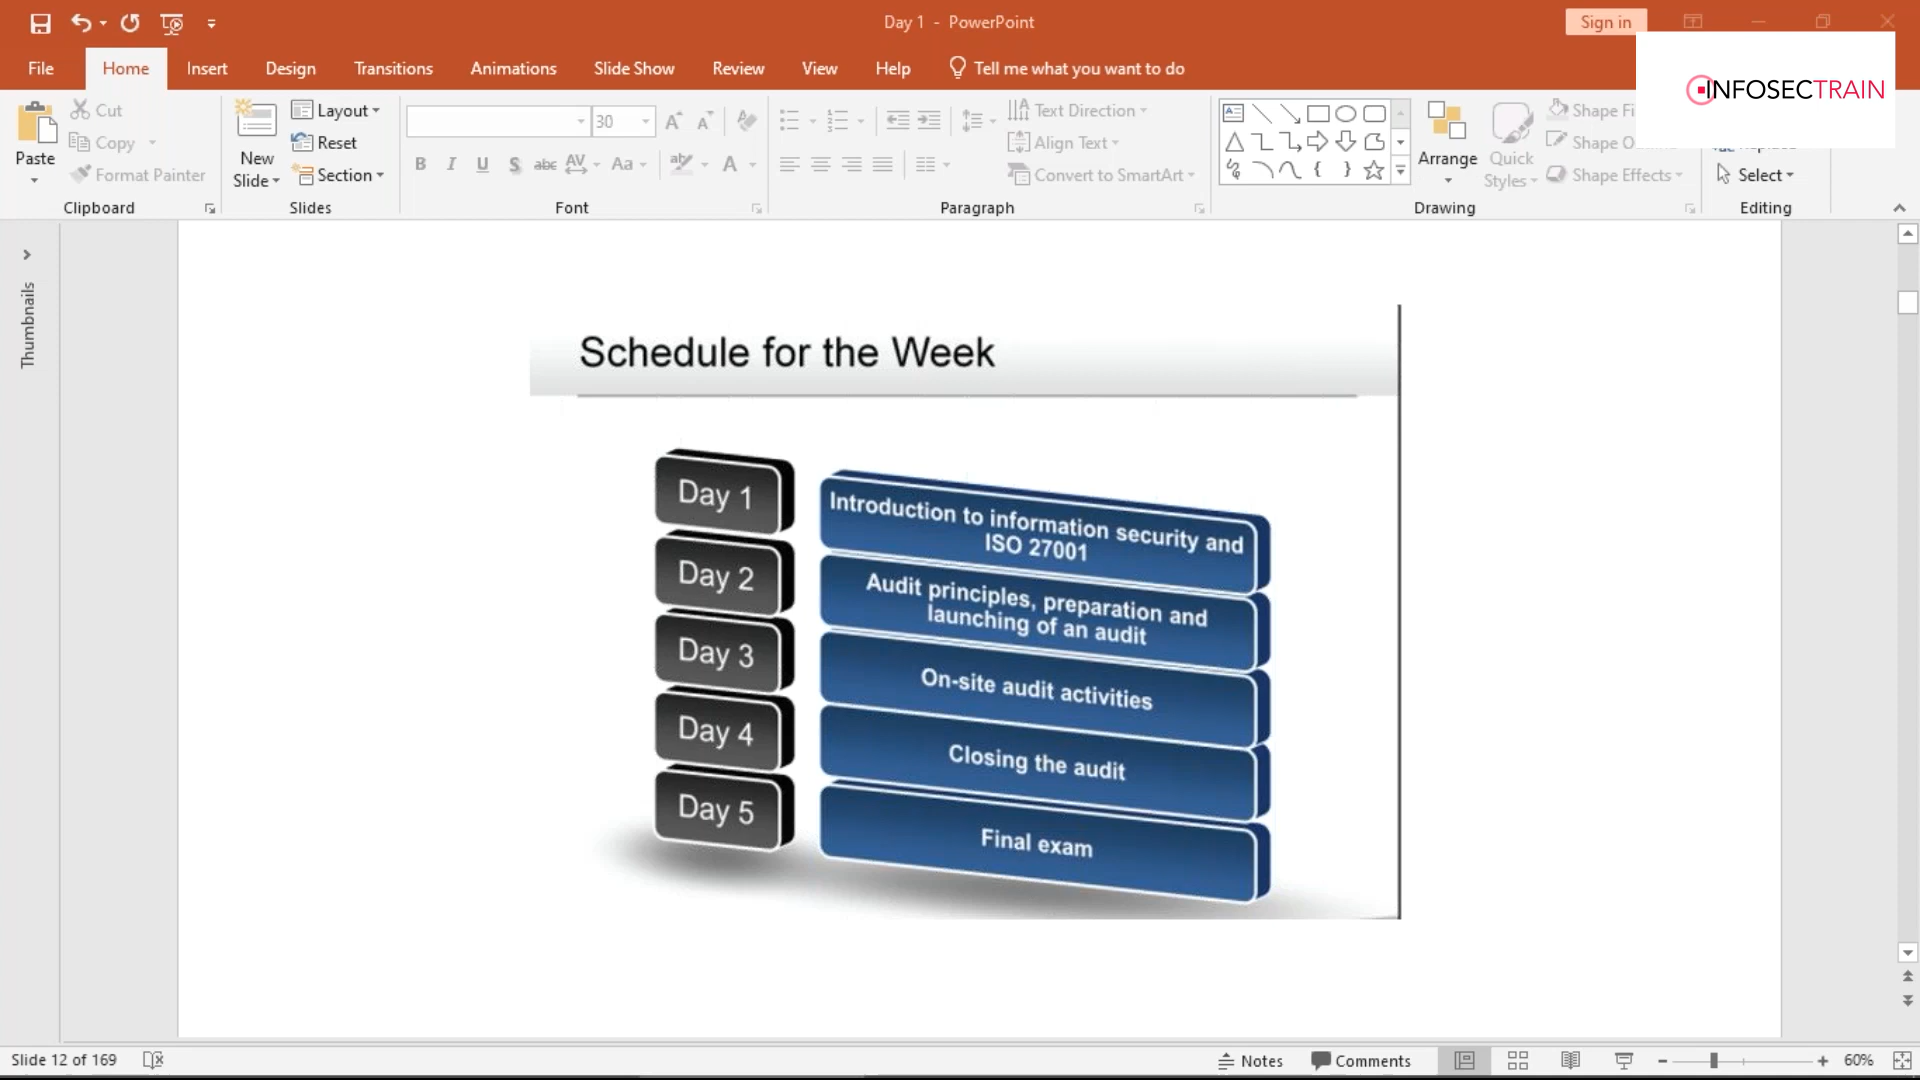 Day 1 - PowerPoint
Sign in
File Home Insert Design Transitions Animations Slide Show Review View Help Tell me what you want to do
INFOSECTRAIN
Paste
Cut
Copy
Format Painter
Clipboard
New
Slide
Layout
Reset
Section
Slides
30
Font
Text Direction
Align Text
Convert to SmartArt
Paragraph
Arrange
Quick
Styles
Shape Fi
Shape O
Shape Effects
Drawing
Select
Editing
Thumbnails
Schedule for the Week
Day 1
Introduction to information security and
ISO 27001
Day 2
Audit principles, preparation and
launching of an audit
Day 3
On-site audit activities
Day 4
Closing the audit
Day 5
Final exam
Slide 12 of 169
Notes
Comments
60%